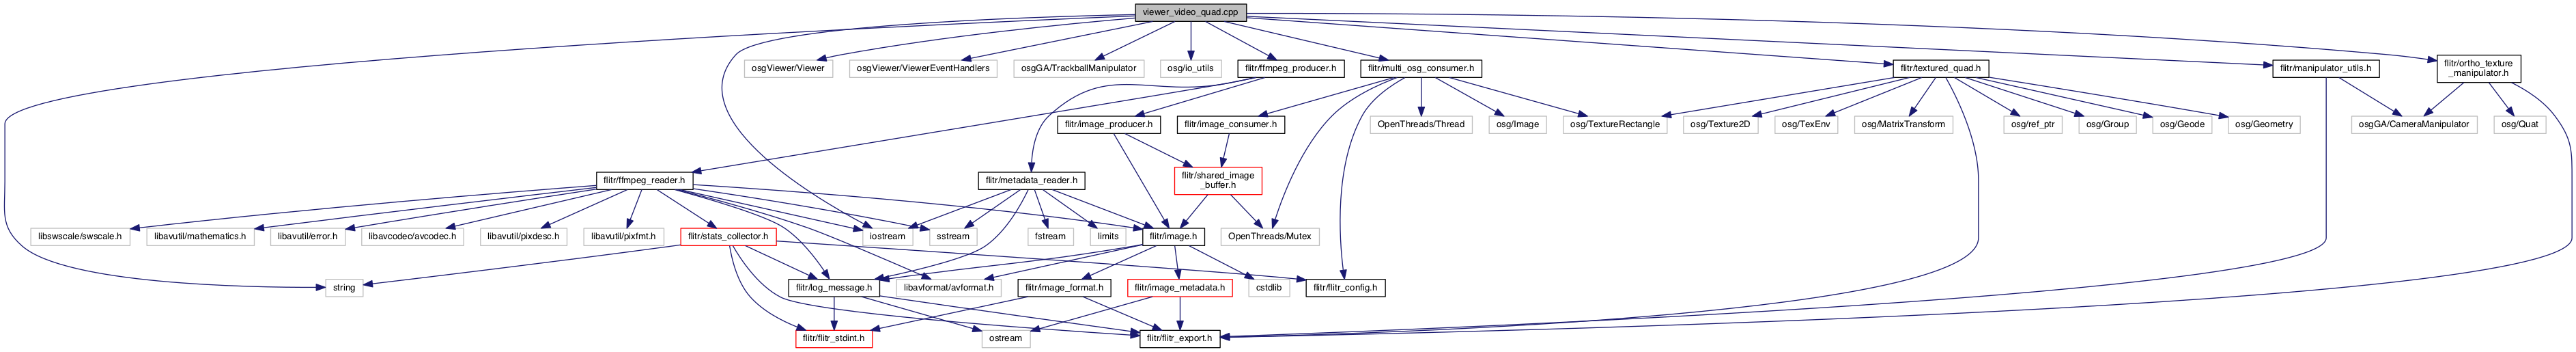 viewer_video_quad.cpp
osgViewer/Viewer
osgViewer/ViewerEventHandlers
osgGA/TrackballManipulator
osg/io_utils
flitr/ffmpeg_producer.h
flitr/multi_osg_consumer.h
flitr/textured_quad.h
flitr/manipulator_utils.h
flitr/ortho_texture
_manipulator.h
flitr/image_producer.h
flitr/image_consumer.h
OpenThreads/Thread
osg/Image
osg/TextureRectangle
osg/Texture2D
osg/TexEnv
osg/MatrixTransform
osg/ref_ptr
osg/Group
osg/Geode
osg/Geometry
osgGA/CameraManipulator
osg/Quat
flitr/ffmpeg_reader.h
flitr/metadata_reader.h
flitr/shared_image
_buffer.h
libswscale/swscale.h
libavutil/mathematics.h
libavutil/error.h
libavcodec/avcodec.h
libavutil/pixdesc.h
libavutil/pixfmt.h
flitr/stats_collector.h
iostream
sstream
fstream
limits
flitr/image.h
OpenThreads/Mutex
string
flitr/log_message.h
libavformat/avformat.h
flitr/image_format.h
flitr/image_metadata.h
cstdlib
flitr/flitr_config.h
flitr/flitr_stdint.h
ostream
flitr/flitr_export.h